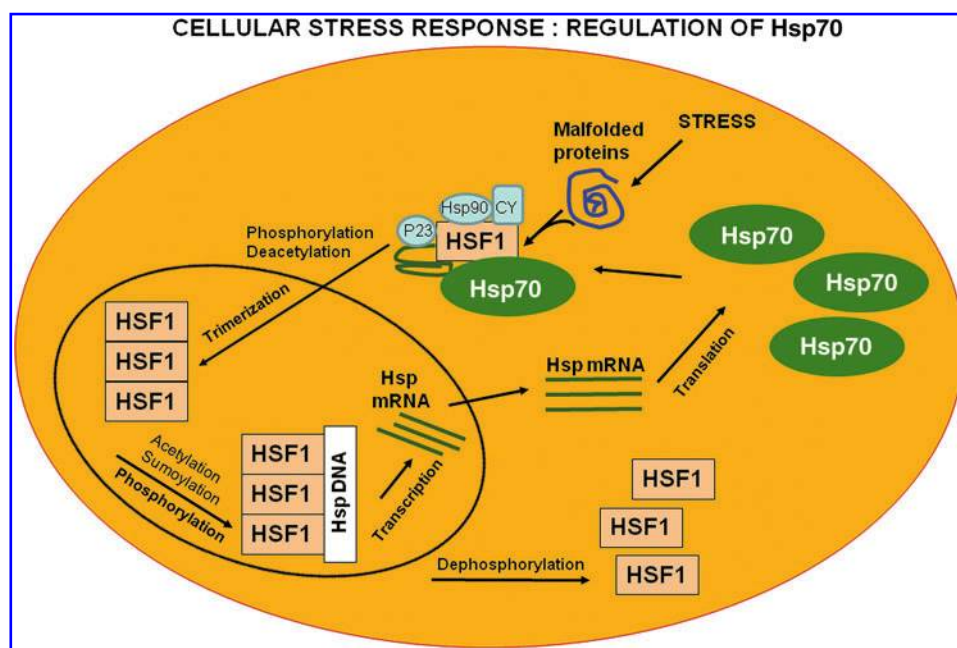 CELLULAR STRESS RESPONSE : REGULATION OF Hsp70
STRESS
Malfolded
proteins
Hsp90
CY
P23
HSF1
Hsp70
Phosphorylation
Deacetylation
Trimerization
Hsp70
Hsp70
Hsp70
HSF1
HSF1
HSF1
Hsp
mRNA
Hsp mRNA
Translation
Acetylation
Sumoylation
Phosphorylation
HSF1
HSF1
HSF1
Hsp DNA
Transcription
Dephosphorylation
HSF1
HSF1
HSF1